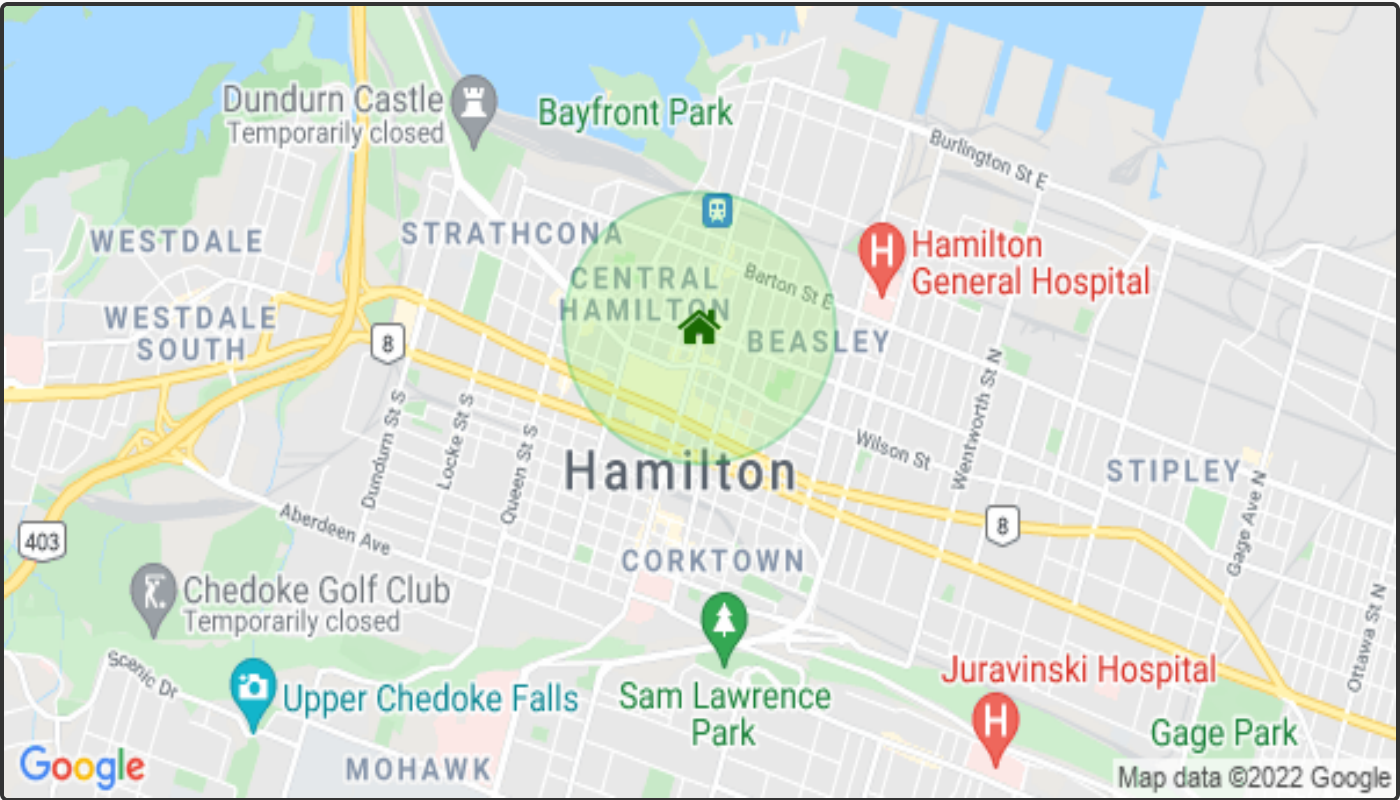 Dundurn Castle
Temporarily closed
Bayfront Park
Burlington St E
WESTDALE
STRATHCONA
Hamilton
General Hospital
CENTRAL
HAMILTON
Barton St E
WESTDALE
SOUTH
8
BEASLEY
Dundurn St S
Locke St S
Queen St S
Wentworth St N
Wilson St
Hamilton
STIPLEY
Gage Ave N
403
Aberdeen Ave
8
CORKTOWN
Chedoke Golf Club
Temporarily closed
Ottawa St N
Scenic Dr
Upper Chedoke Falls
Sam Lawrence
Park
Juravinski Hospital
H
H
Gage Park
MOHAWK
Google
Map data ©2022 Google